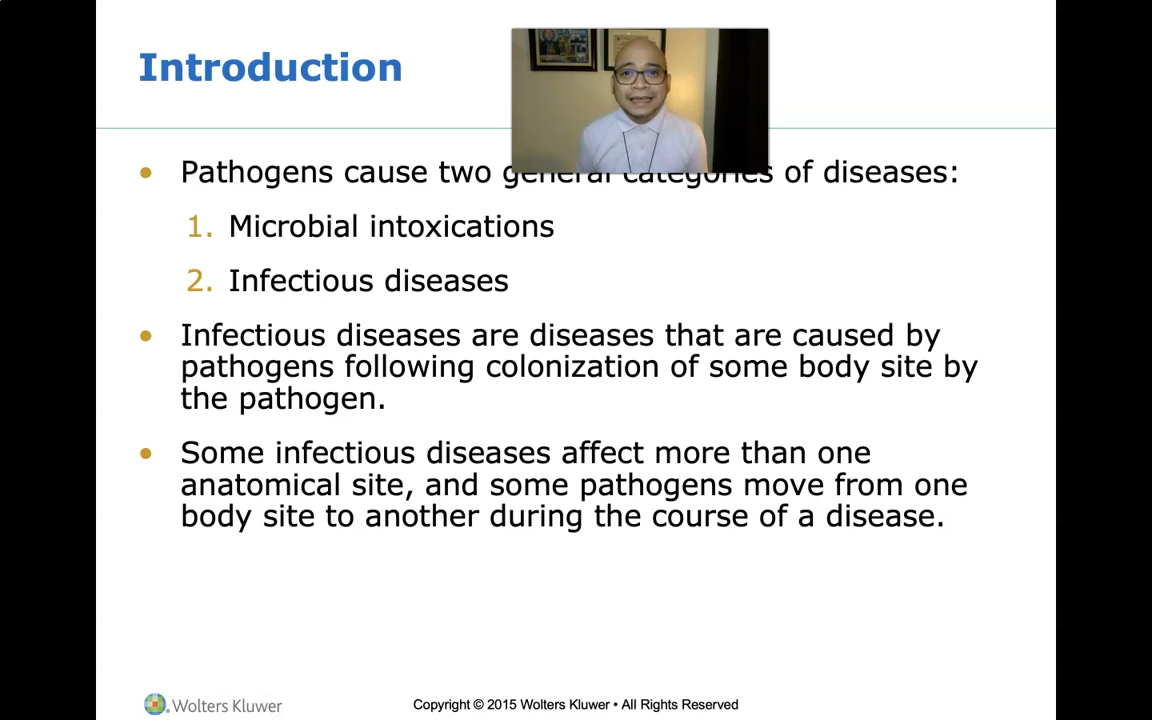 Introduction
• Pathogens cause two general categories of diseases:
1. Microbial intoxications
2. Infectious diseases
• Infectious diseases are diseases that are caused by
pathogens following colonization of some body site by
the pathogen.
• Some infectious diseases affect more than one
anatomical site, and some pathogens move from one
body site to another during the course of a disease.
Wolters Kluwer
Copyright © 2015 Wolters Kluwer • All Rights Reserved